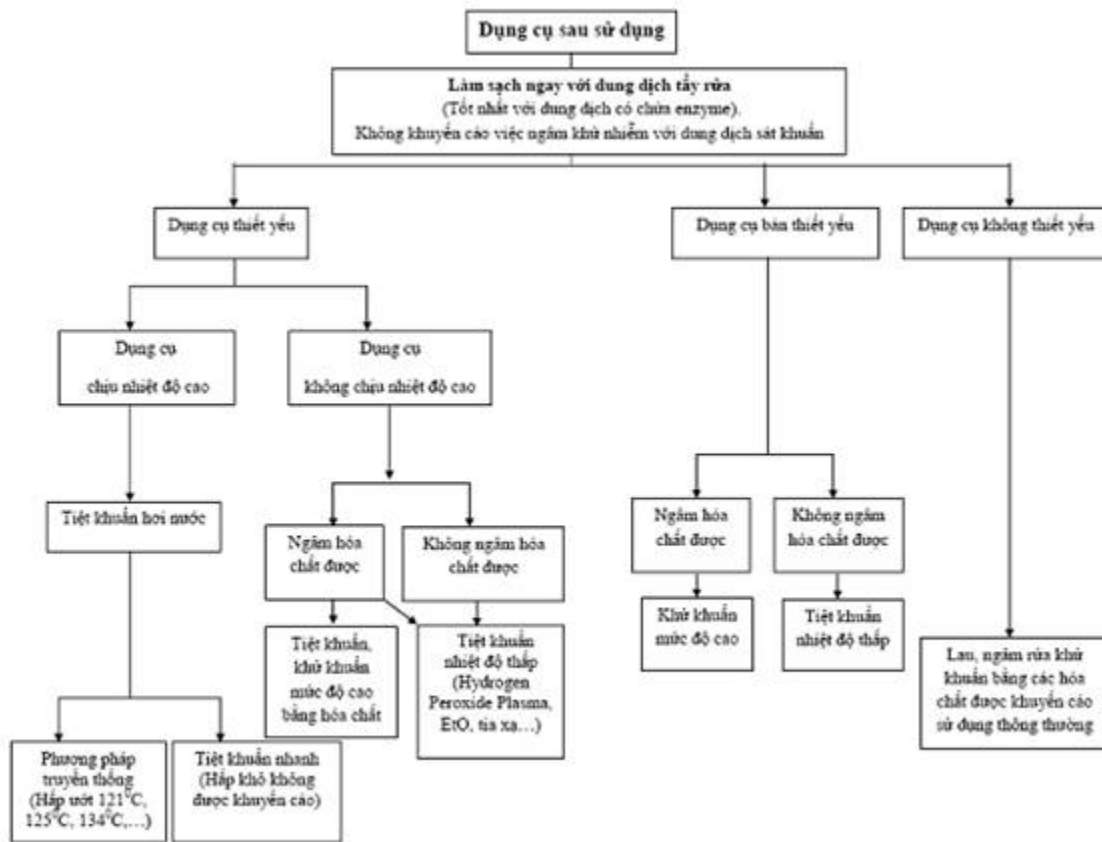 Dụng cụ sau sử dụng
Làm sạch ngay với dung dịch tẩy rửa
(Tốt nhất với dung dịch có chứa enzyme).
Không khuyến cáo việc ngâm khử nhiễm với dung dịch sát khuẩn
Dụng cụ thiết yếu
Dụng cụ bán thiết yếu
Dụng cụ không thiết yếu
Dụng cụ
chịu nhiệt độ cao
Dụng cụ
không chịu nhiệt độ cao
Tiệt khuẩn hơi nước
Ngâm hóa
chất được
Không ngâm hóa
chất được
Ngâm hóa
chất được
Không ngâm
hóa chất được
Khử khuẩn
mức độ cao
Tiệt khuẩn
nhiệt độ thấp
Tiệt khuẩn,
khử khuẩn
mức độ cao
bằng hóa chất
Tiệt khuẩn
nhiệt độ thấp
(Hydrogen
Peroxide Plasma,
EtO, tia xạ…)
Lau, ngâm rửa khử
khuẩn bằng các hóa
chất được khuyến cáo
sử dụng thông thường
Phương pháp
truyền thống
(Hấp ướt 121⁰C,
125⁰C, 134⁰C,…)
Tiệt khuẩn nhanh
(Hấp khô không
được khuyến cáo)